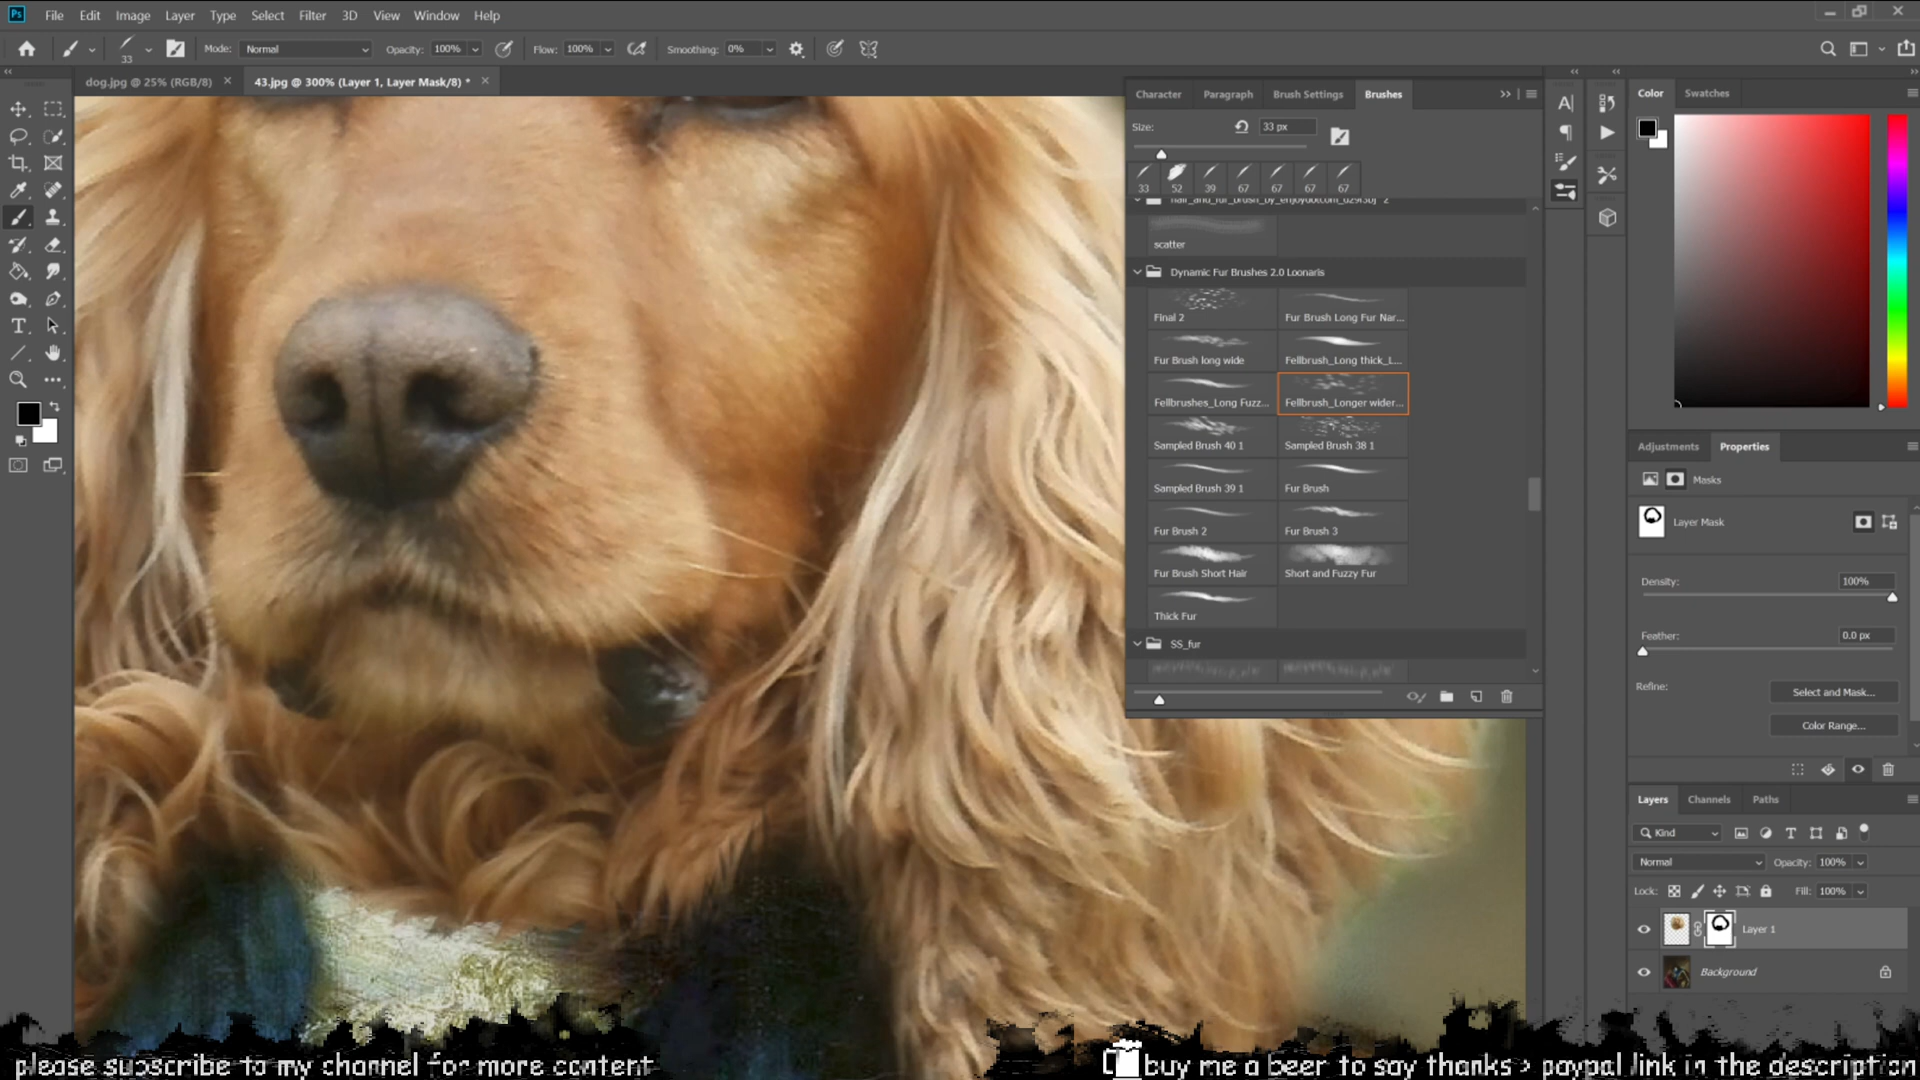 Ps File Edit Image Layer Type Select Filter 3D View Window Help
33 Mode: Normal Opacity: 100% Flow: 100% Smoothing: 0%
dog.jpg @ 25% (RGB/8) 43.jpg @ 300% (Layer 1, Layer Mask/8) *
Character Paragraph Brush Settings Brushes
Size: 33 px
33 52 39 67 67 67 67
scatter
Dynamic Fur Brushes 2.0 Loonaris
Final 2 Fur Brush Long Fur Nar...
Fur Brush long wide Fellbrush_Long thick_L...
Fellbrushes_Long Fuzz... Fellbrush_Longer wider...
Sampled Brush 40 1 Sampled Brush 38 1
Sampled Brush 39 1 Fur Brush
Fur Brush 2 Fur Brush 3
Fur Brush Short Hair Short and Fuzzy Fur
Thick Fur
SS_fur
Color Swatches
Adjustments Properties
Masks
Layer Mask
Density: 100%
Feather: 0.0 px
Refine: Select and Mask...
Color Range...
Layers Channels Paths
Kind
Normal Opacity: 100%
Lock: Fill: 100%
Layer 1
Background
please subscribe to my channel for more content
buy me a beer to say thanks > paypal link in the description